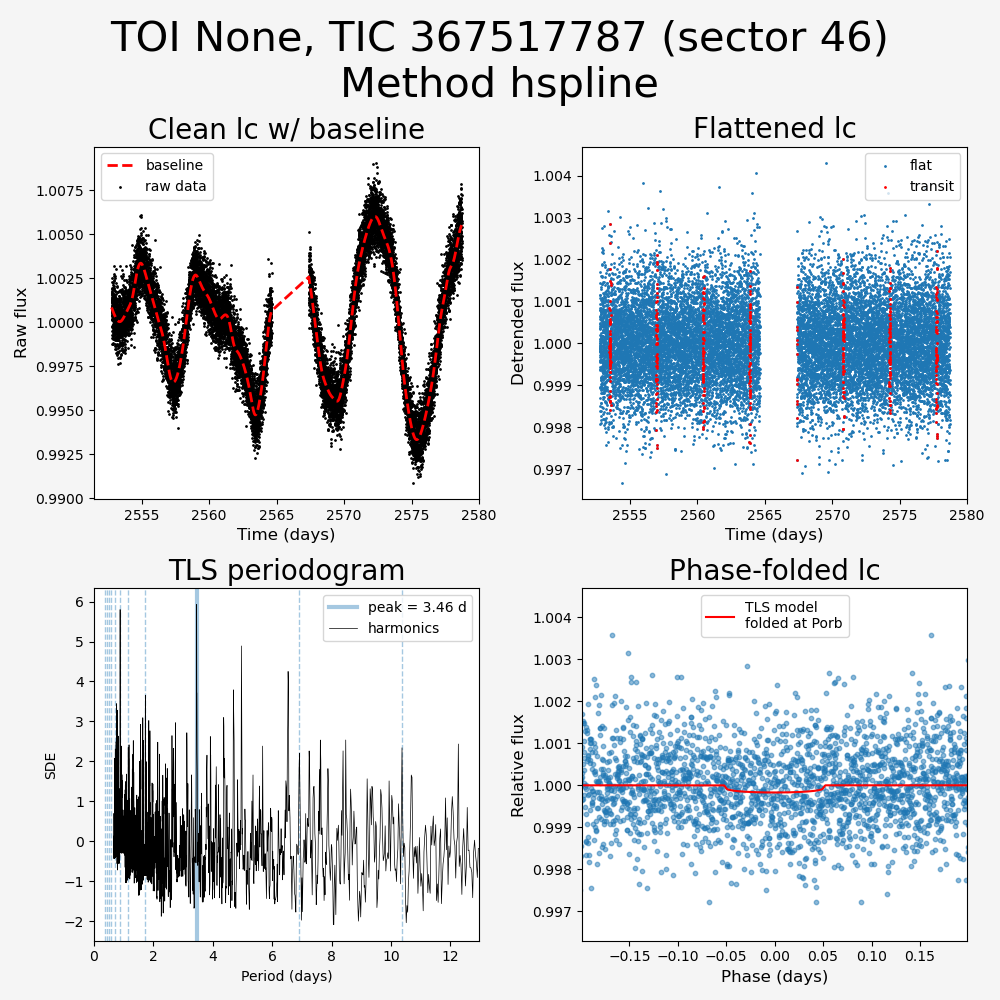 TOI None, TIC 367517787 (sector 46)
Method hspline
Clean lc w/ baseline
baseline
raw data
1.0075
1.0050
1.0025
1.0000
0.9975
0.9950
0.9925
0.9900
Raw flux
2555
2560
2565
2570
2575
2580
Time (days)
Flattened lc
flat
transit
1.004
1.003
1.002
1.001
1.000
0.999
0.998
0.997
Detrended flux
2555
2560
2565
2570
2575
2580
Time (days)
TLS periodogram
peak = 3.46 d
harmonics
6
5
4
3
2
1
0
−1
−2
SDE
0
2
4
6
8
10
12
Period (days)
Phase-folded lc
TLS model
folded at Porb
1.004
1.003
1.002
1.001
1.000
0.999
0.998
0.997
Relative flux
−0.15
−0.10
−0.05
0.00
0.05
0.10
0.15
Phase (days)